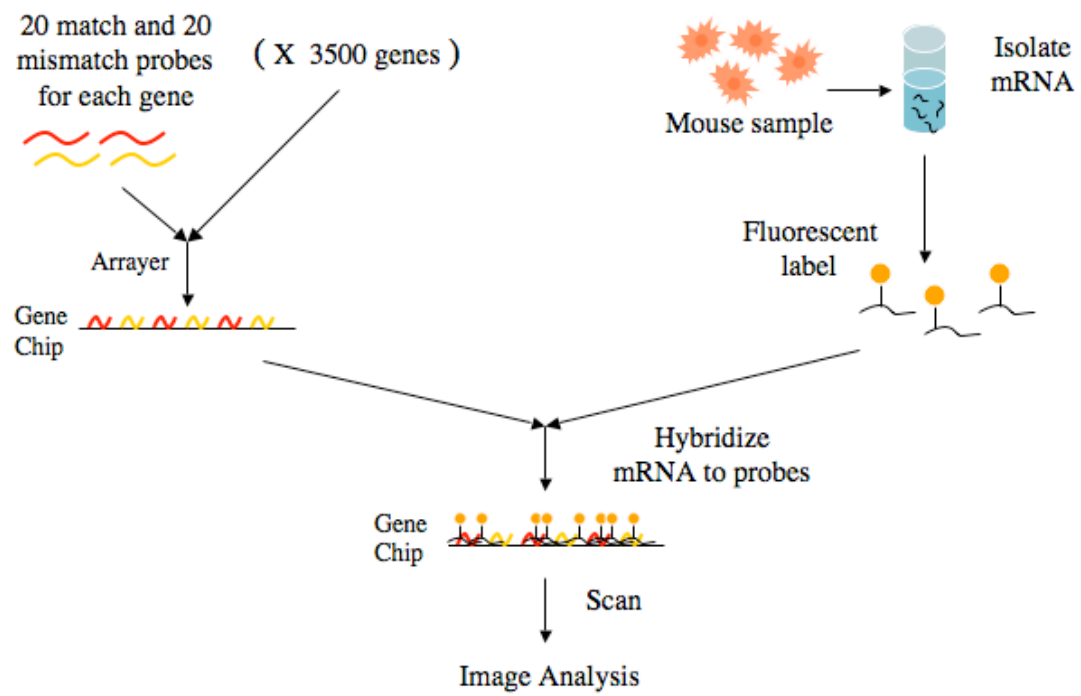 20 match and 20
mismatch probes
for each gene
( X 3500 genes )
Isolate
mRNA
Mouse sample
Fluorescent
label
Arrayer
Gene
Chip
Hybridize
mRNA to probes
Gene
Chip
Scan
Image Analysis